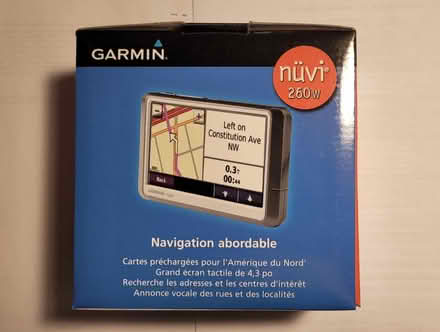 GARMIN
nüvi
260W
Left on
Constitution Ave
NW
0.3
00:44
Back
Navigation abordable
Cartes préchargées pour l'Amérique du Nord
Grand écran tactile de 4,3 po
Recherche les adresses et les centres d'intérêt
Annonce vocale des rues et des localités